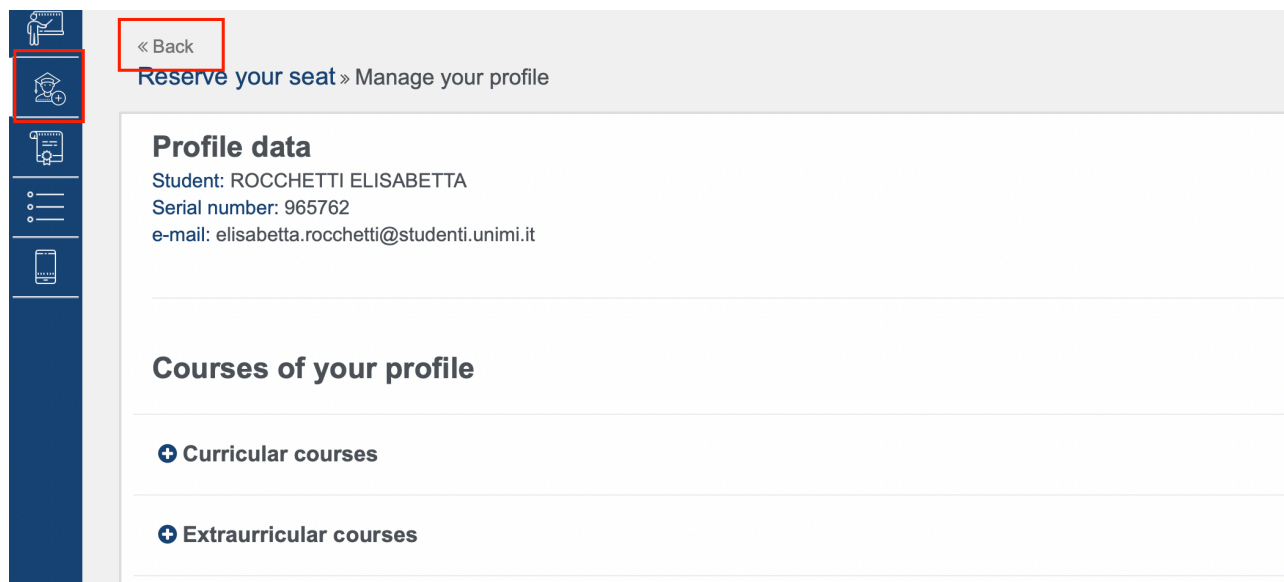 « Back
Reserve your seat » Manage your profile
Profile data
Student: ROCCHETTI ELISABETTA
Serial number: 965762
e-mail: elisabetta.rocchetti@studenti.unimi.it
Courses of your profile
Curricular courses
Extraurricular courses